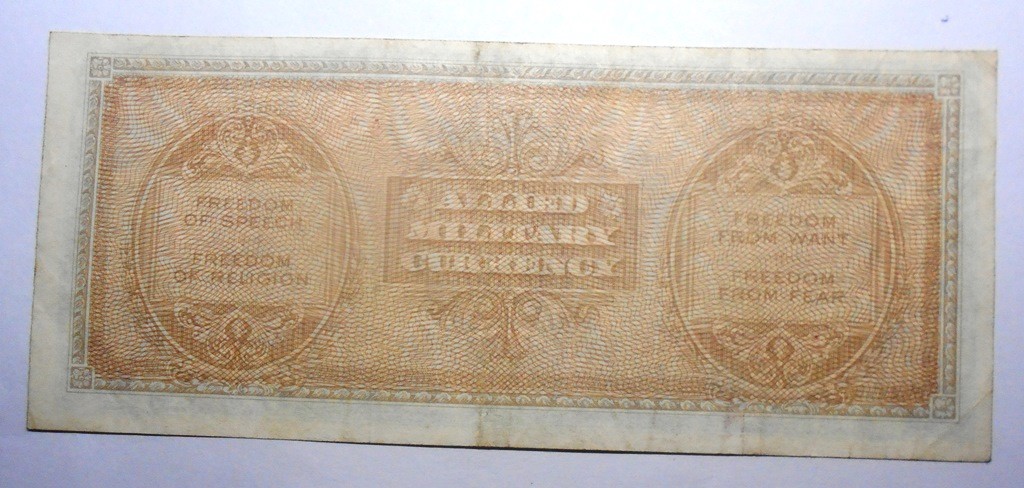 FREEDOM
OF SPEECH
FREEDOM
OF RELIGION
ALLIED
MILITARY
CURRENCY
FREEDOM
FROM WANT
FREEDOM
FROM FEAR